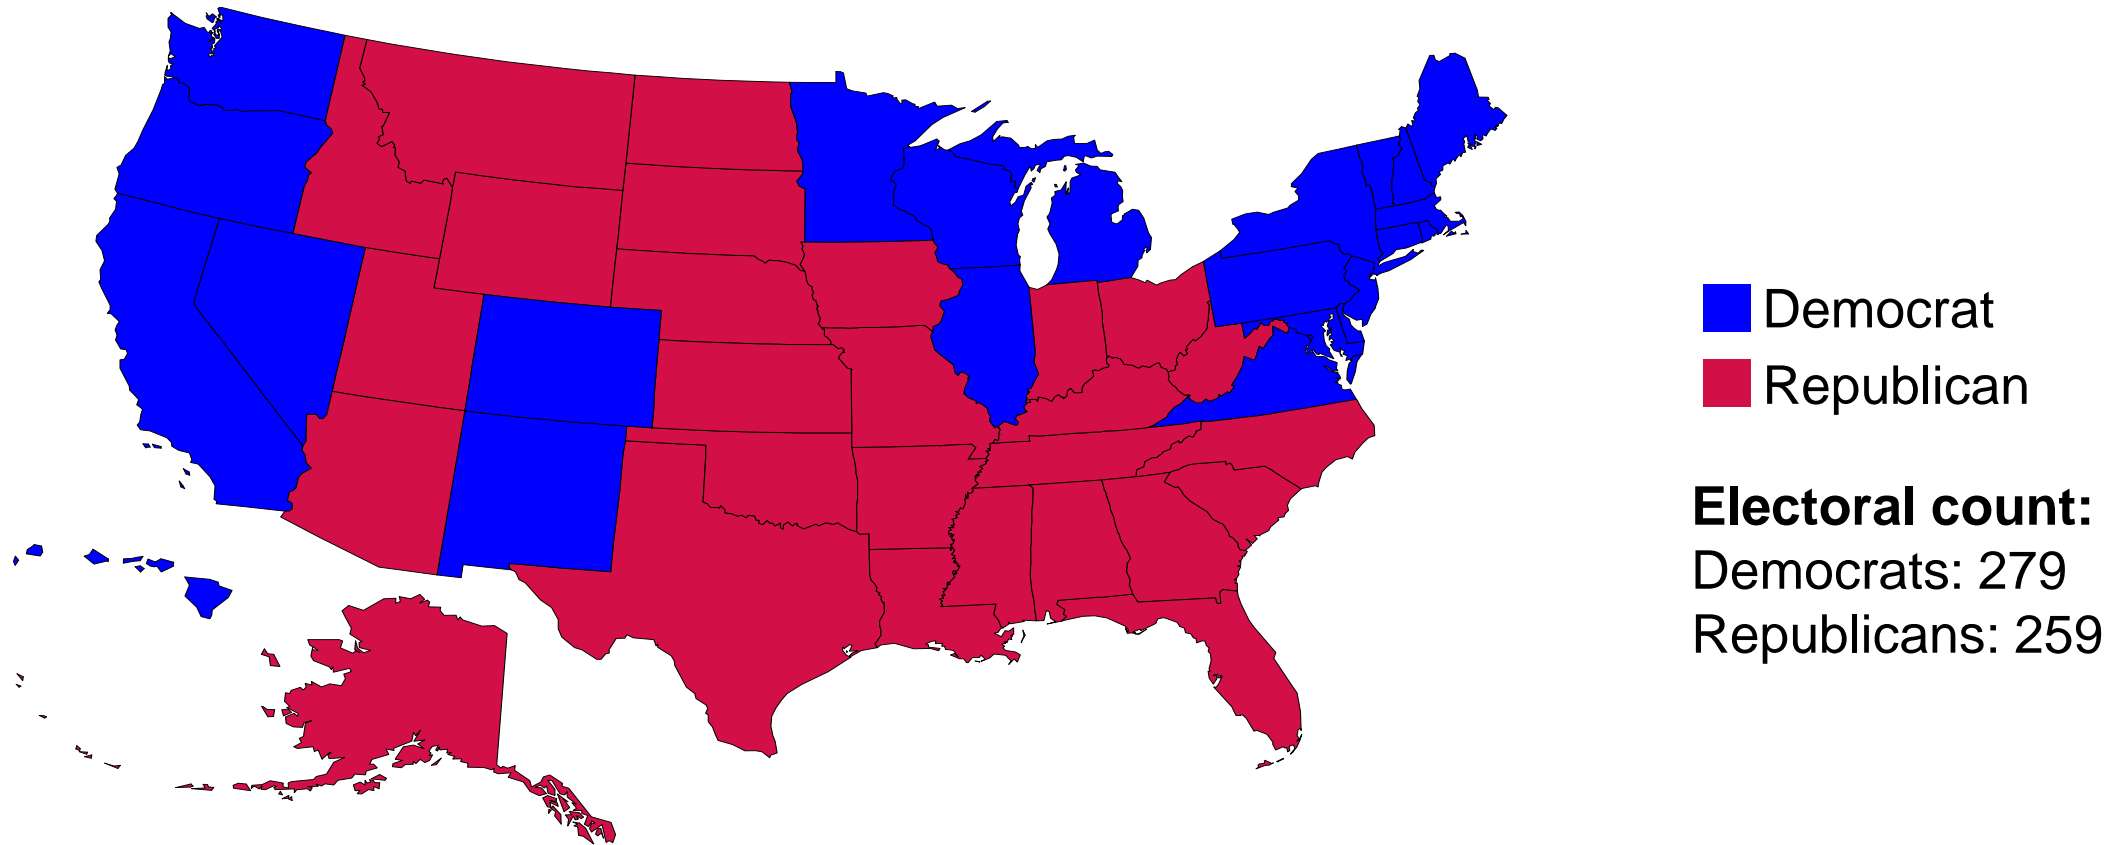 Democrat
Republican
Electoral count:
Democrats: 279
Republicans: 259